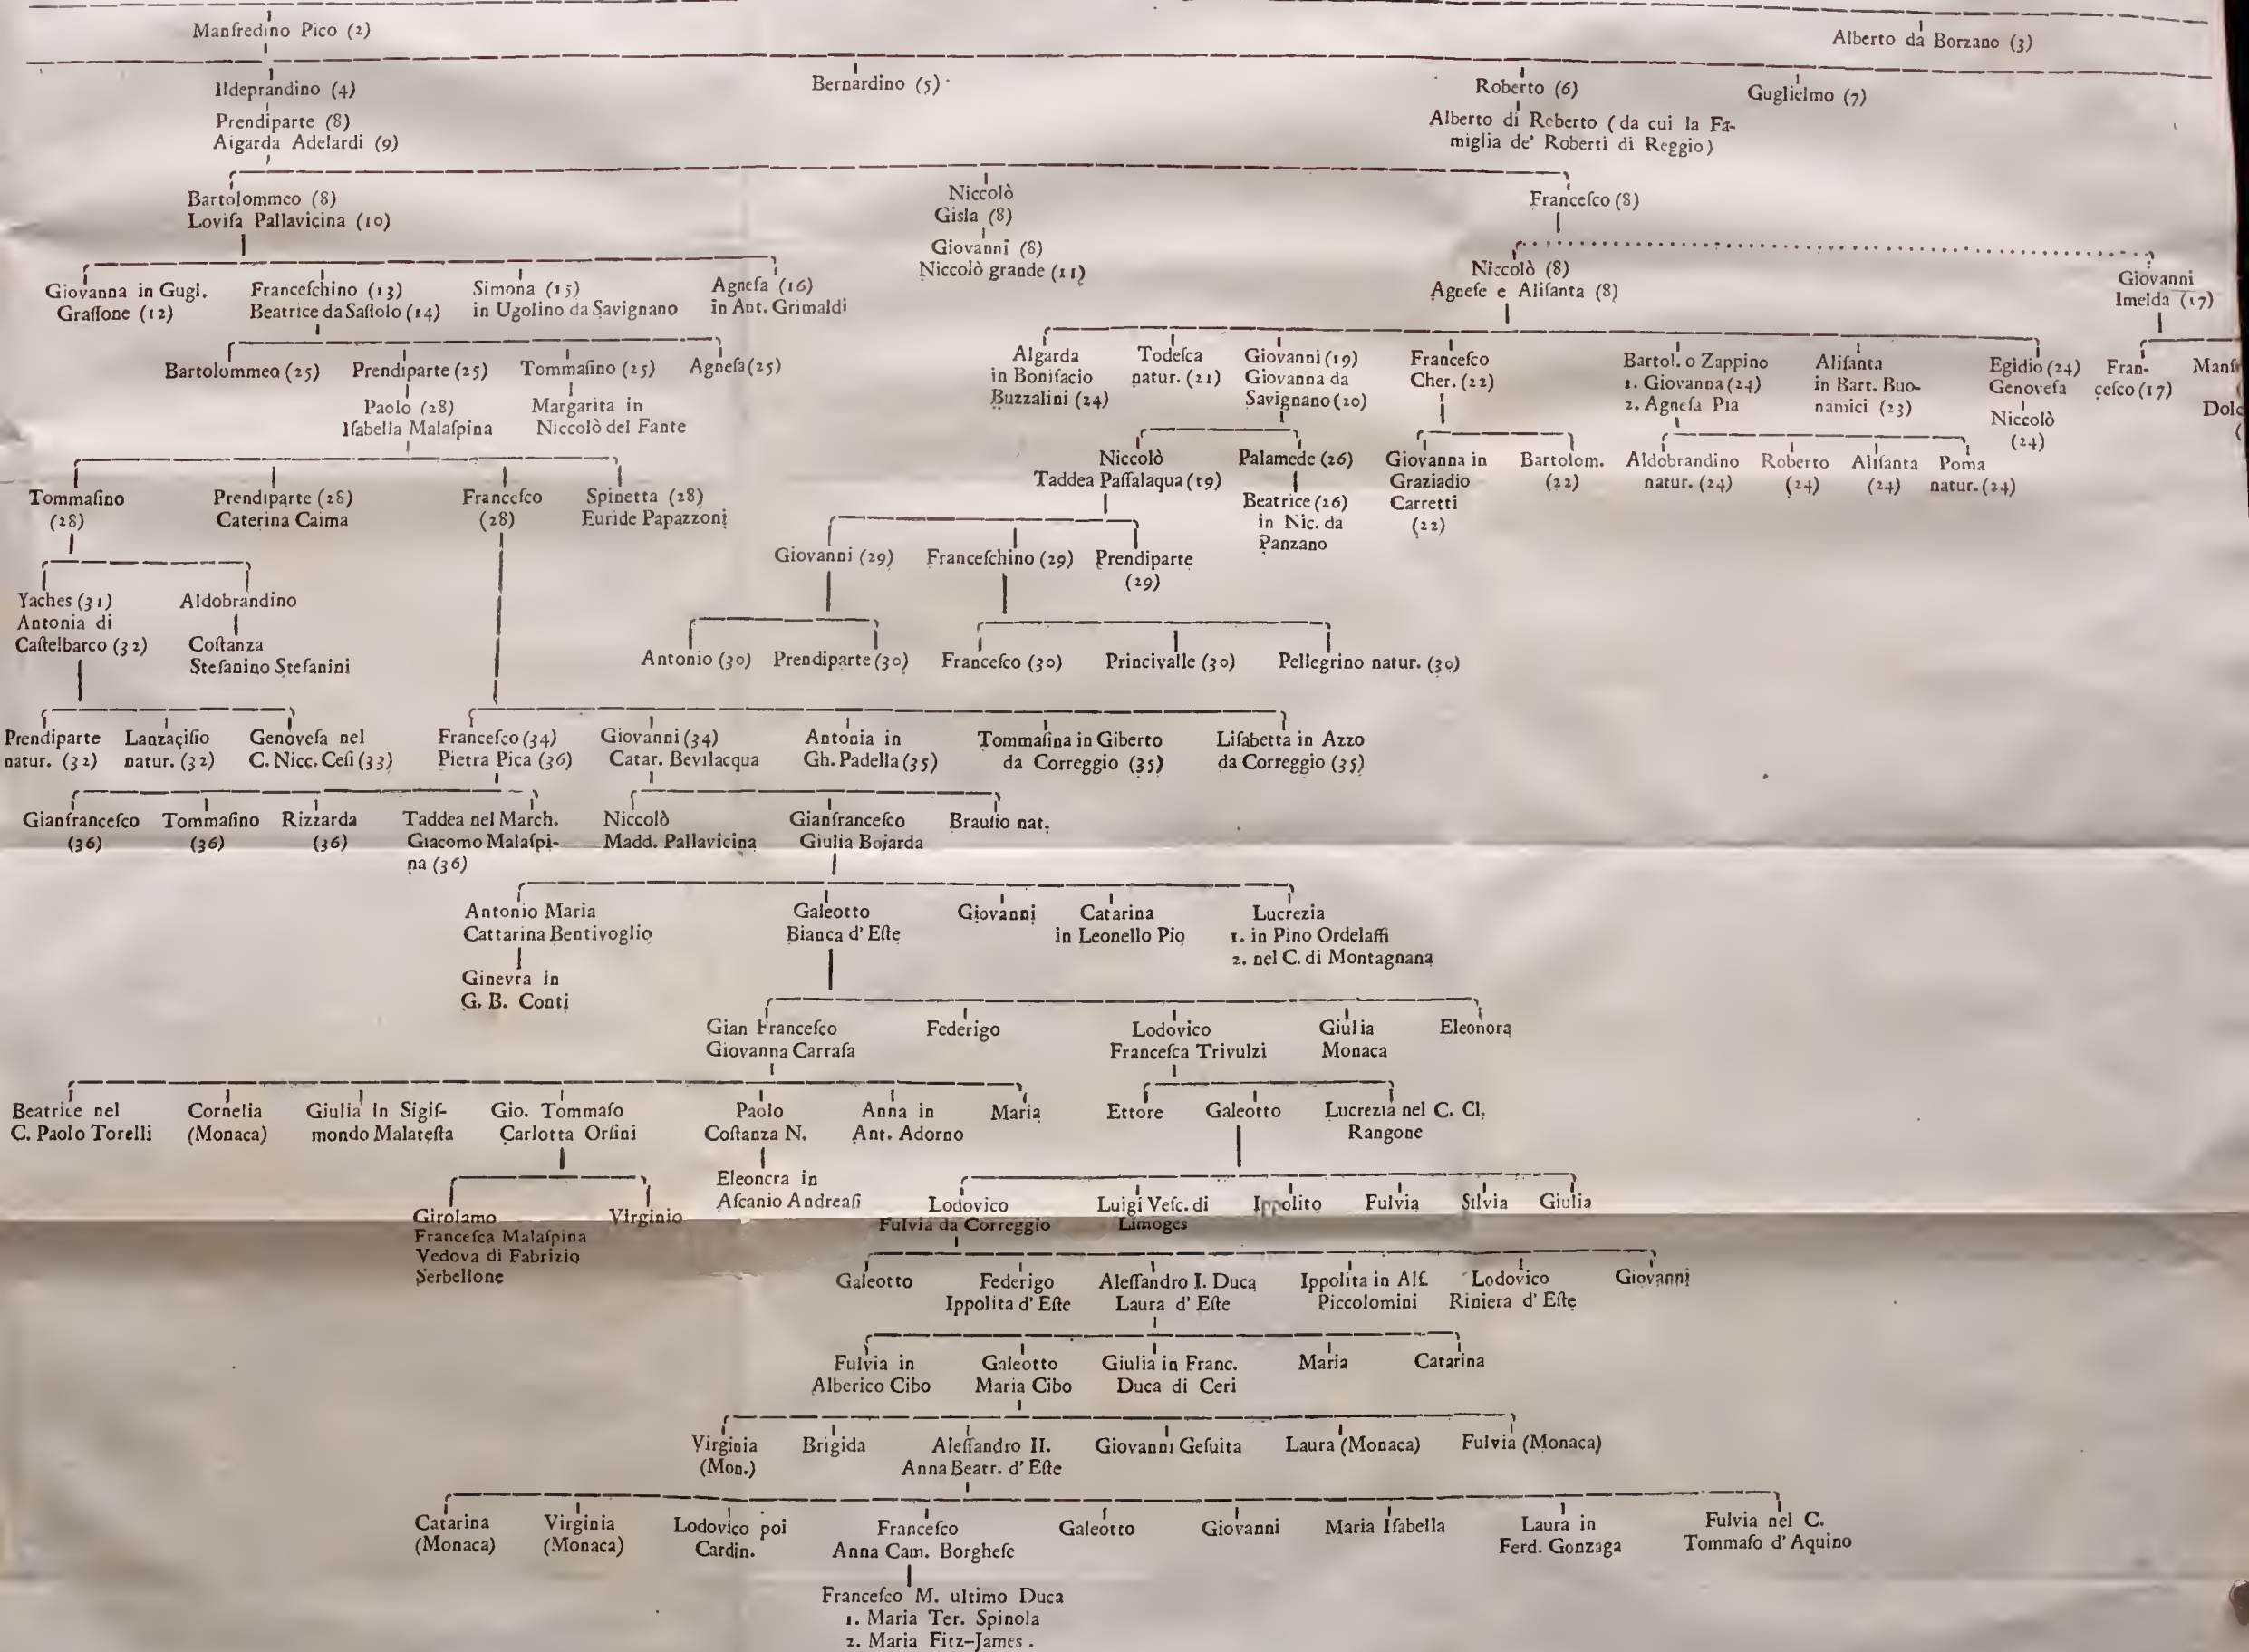 Manfredino Pico (2)
Alberto da Borzano (3)
Ildeprandino (4)
Bernardino (5)
Roberto (6)
Guglielmo (7)
Prendiparte (8)
Aigarda Adelardi (9)
Alberto di Roberto (da cui la Fa-
miglia de' Roberti di Reggio)
Bartolommeo (8)
Loviſa Pallavicina (10)
Niccolò
Gisla (8)
Franceſco (8)
Giovanni (8)
Niccolò grande (11)
Giovanna in Gugl.
Graſſone (12)
Franceſchino (13)
Beatrice da Saſſolo (14)
Simona (15)
in Ugolino da Savignano
Agneſa (16)
in Ant. Grimaldi
Niccolò (8)
Agneſe e Aliſanta (8)
Giovanni
Imelda (17)
Bartolommea (25)
Prendiparte (25)
Tommaſino (25)
Agneſa (25)
Algarda
in Bonifacio
Buzzalini (24)
Todeſca
natur. (21)
Giovanni (19)
Giovanna da
Savignano (20)
Franceſco
Cher. (22)
Bartol. o Zappino
1. Giovanna (24)
2. Agneſa Pia
Aliſanta
in Bart. Buo-
namici (23)
Egidio (24)
Genoveſa
Niccolò
(24)
Fran-
ceſco (17)
Manfr
Dolc
(
Paolo (28)
Iſabella Malaſpina
Margarita in
Niccolò del Fante
Tommaſino
(28)
Prendiparte (28)
Caterina Caima
Franceſco
(28)
Spinetta (28)
Euride Papazzoni
Niccolò
Taddea Paſſalaqua (19)
Palamede (26)
Beatrice (26)
in Nic. da
Panzano
Giovanna in
Graziadio
Carretti
(22)
Bartolom.
(22)
Aldobrandino
natur. (24)
Roberto
(24)
Aliſanta
(24)
Poma
natur. (24)
Giovanni (29)
Franceſchino (29)
Prendiparte
(29)
Yaches (31)
Antonia di
Caſtelbarco (32)
Aldobrandino
Coſtanza
Stefanino Stefanini
Antonio (30)
Prendiparte (30)
Franceſco (30)
Princivalle (30)
Pellegrino natur. (30)
Prendiparte
natur. (32)
Lanzaçiſio
natur. (32)
Genoveſa nel
C. Nicc. Ceſi (33)
Franceſco (34)
Pietra Pica (36)
Giovanni (34)
Catar. Bevilacqua
Antonia in
Gh. Padella (35)
Tommaſina in Giberto
da Correggio (35)
Liſabetta in Azzo
da Correggio (35)
Gianfranceſco
(36)
Tommaſino
(36)
Rizzarda
(36)
Taddea nel March.
Giacomo Malaſpi-
na (36)
Niccolò
Madd. Pallavicina
Gianfranceſco
Giulia Bojarda
Braulio nat.
Antonio Maria
Cattarina Bentivoglio
Galeotto
Bianca d' Eſte
Giovanni
Catarina
in Leonello Pio
Lucrezia
1. in Pino Ordelaffi
2. nel C. di Montagnana
Ginevra in
G. B. Conti
Gian Franceſco
Giovanna Carrafa
Federigo
Lodovico
Franceſca Trivulzi
Giulia
Monaca
Eleonora
Beatrice nel
C. Paolo Torelli
Cornelia
(Monaca)
Giulia in Sigiſ-
mondo Malateſta
Gio. Tommaſo
Carlotta Orſini
Paolo
Coſtanza N.
Anna in
Ant. Adorno
Maria
Ettore
Galeotto
Lucrezia nel C. Cl.
Rangone
Eleonora in
Aſcanio Andreaſi
Girolamo
Franceſca Malaſpina
Vedova di Fabrizio
Serbellone
Virginio
Lodovico
Fulvia da Correggio
Luigi Veſc. di
Limoges
Ippolito
Fulvia
Silvia
Giulia
Galeotto
Federigo
Ippolita d' Eſte
Aleſſandro I. Duca
Laura d' Eſte
Ippolita in Alf.
Piccolomini
Lodovico
Riniera d' Eſte
Giovanni
Fulvia in
Alberico Cibo
Galeotto
Maria Cibo
Giulia in Franc.
Duca di Ceri
Maria
Catarina
Virginia
(Mon.)
Brigida
Aleſſandro II.
Anna Beatr. d' Eſte
Giovanni Geſuita
Laura (Monaca)
Fulvia (Monaca)
Catarina
(Monaca)
Virginia
(Monaca)
Lodovico poi
Cardin.
Franceſco
Anna Cam. Borgheſe
Galeotto
Giovanni
Maria Iſabella
Laura in
Ferd. Gonzaga
Fulvia nel C.
Tommaſo d' Aquino
Franceſco M. ultimo Duca
1. Maria Ter. Spinola
2. Maria Fitz-James.